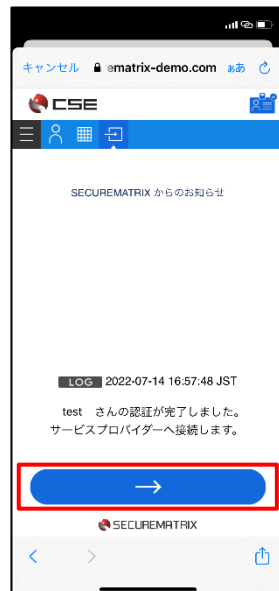 キャンセル ematrix-demo.com ぁあ
CSE
SECUREMATRIX からのお知らせ
LOG 2022-07-14 16:57:48 JST
test さんの認証が完了しました。
サービスプロバイダーへ接続します。
SECUREMATRIX